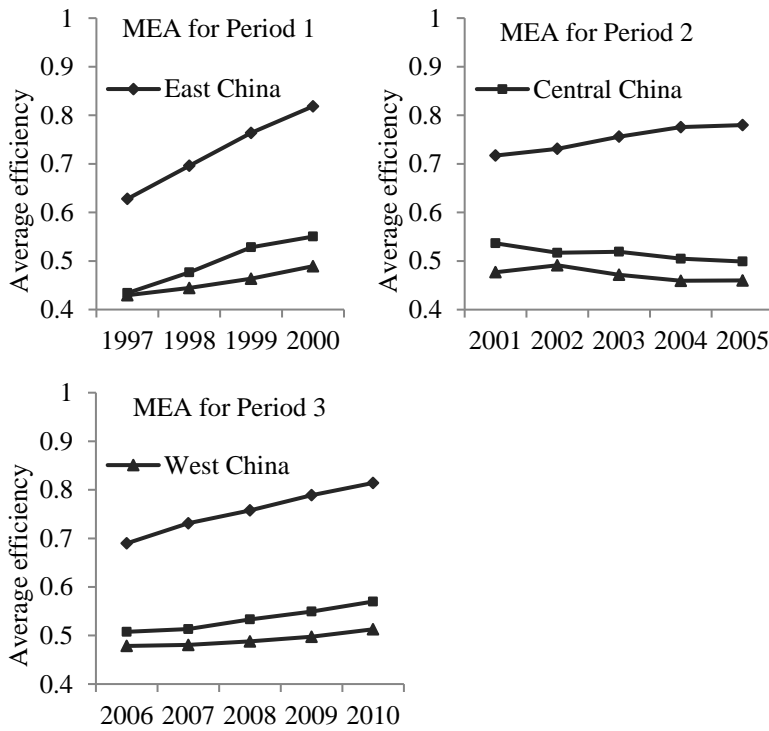 MEA for Period 1
East China
Average efficiency
1
0.9
0.8
0.7
0.6
0.5
0.4
1997 1998 1999 2000
MEA for Period 2
Central China
Average efficiency
1
0.9
0.8
0.7
0.6
0.5
0.4
2001 2002 2003 2004 2005
MEA for Period 3
West China
Average efficiency
1
0.9
0.8
0.7
0.6
0.5
0.4
2006 2007 2008 2009 2010